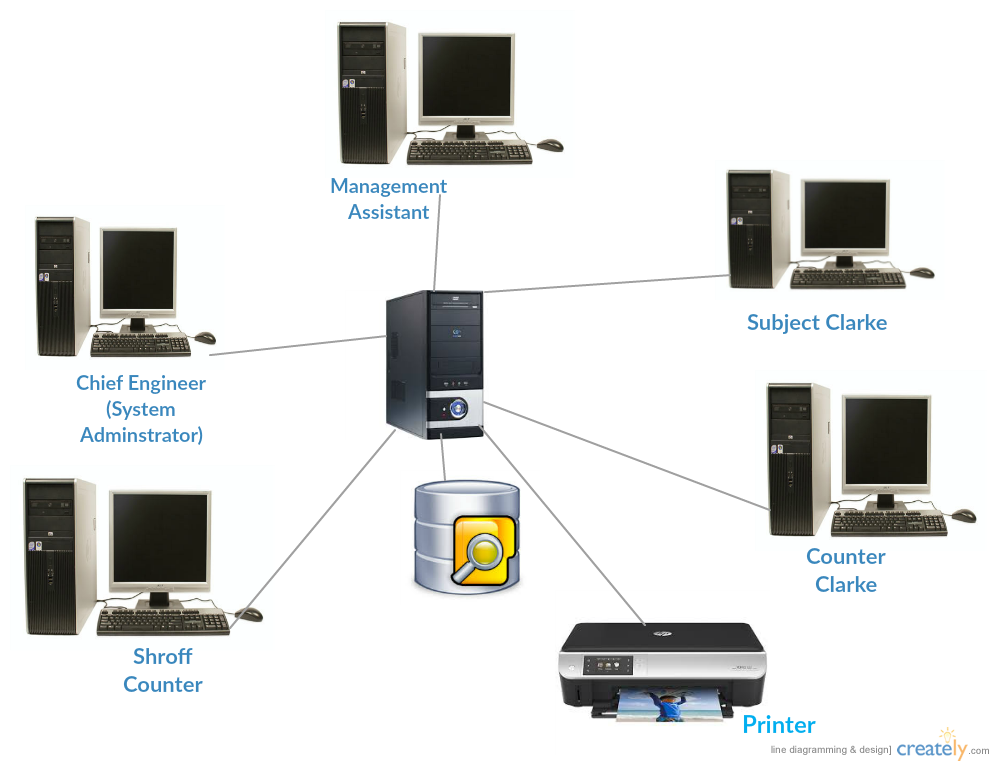 Management
Assistant
Subject Clarke
Chief Engineer
(System
Adminstrator)
Counter
Clarke
Shroff
Counter
Printer
line diagramming & design]
creately.com